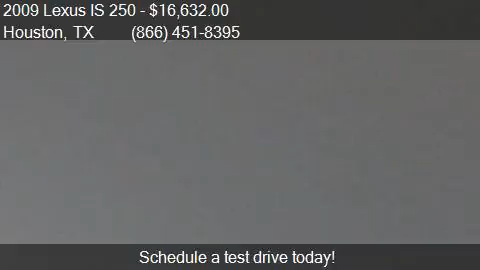 2009 Lexus IS 250 - $16,632.00
Houston, TX (866) 451-8395
Schedule a test drive today!